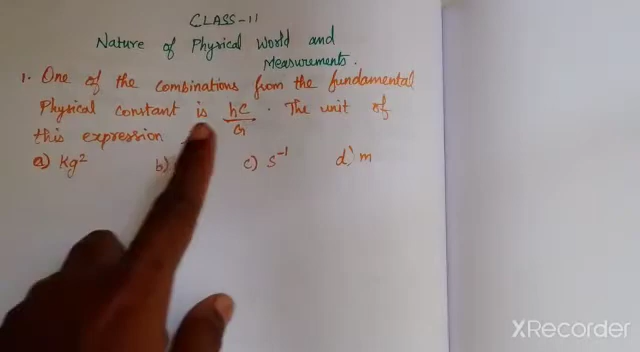 CLASS-11
Nature of Physical World and
Measurements.
1. One of the combinations from the fundamental
Physical constant is hc/G. The unit of
this expression
a) Kg² b) c) s⁻¹ d) m
XRecorder